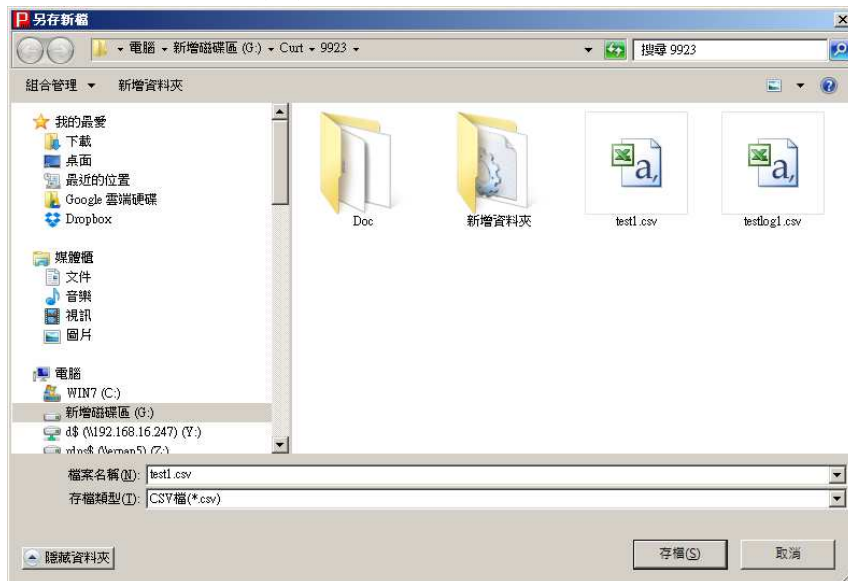 另存新檔
電腦 新增磁碟區 (G:) Curt 9923
搜尋 9923
組合管理
新增資料夾
我的最愛
下載
桌面
最近的位置
Google 雲端硬碟
Dropbox
媒體櫃
文件
音樂
視訊
圖片
電腦
WIN7 (C:)
新增磁碟區 (G:)
d$ (\\192.168.16.247) (Y:)
Doc
新增資料夾
test1.csv
testlog1.csv
檔案名稱(N): test1.csv
存檔類型(T): CSV檔(*.csv)
隱藏資料夾
存檔(S)
取消